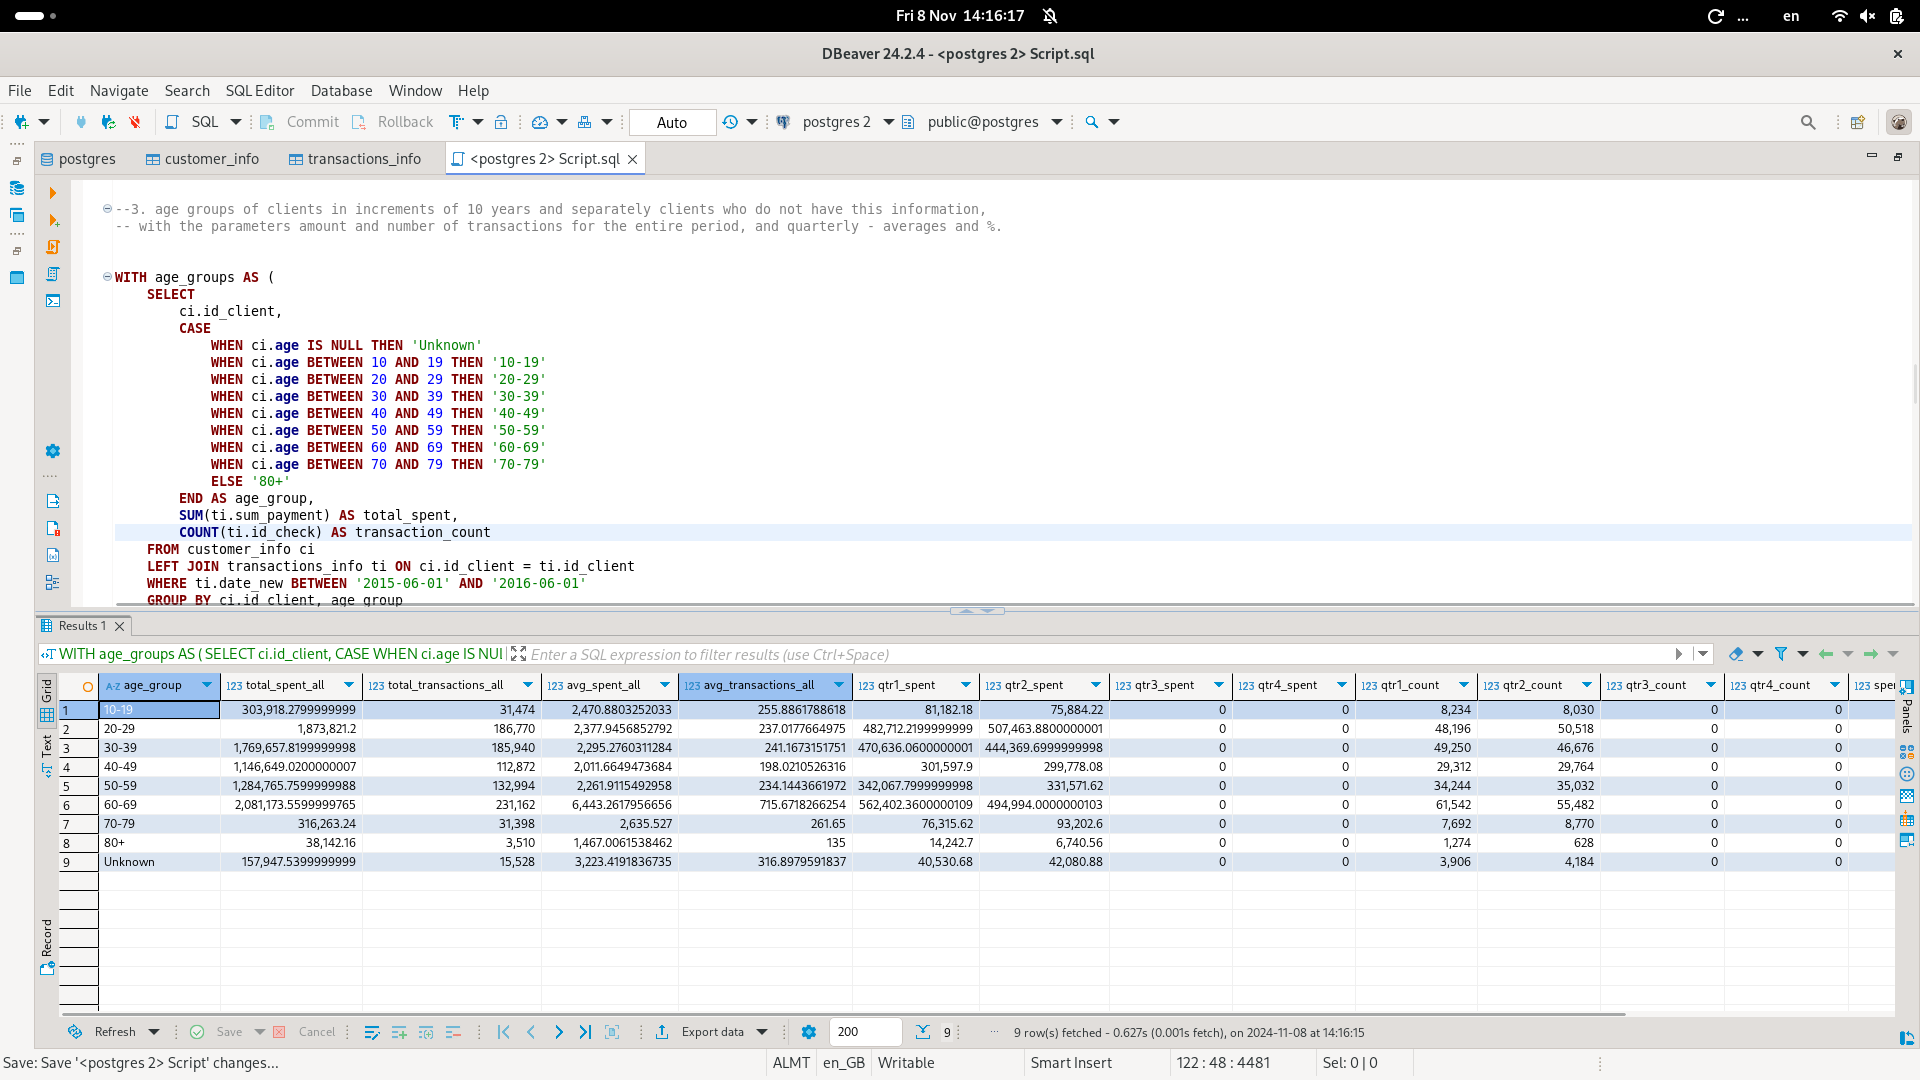 Fri 8 Nov 14:16:17
... en
DBeaver 24.2.4 - <postgres 2> Script.sql
File Edit Navigate Search SQL Editor Database Window Help
SQL Commit Rollback Auto postgres 2 public@postgres
postgres customer_info transactions_info <postgres 2> Script.sql
--3. age groups of clients in increments of 10 years and separately clients who do not have this information,
-- with the parameters amount and number of transactions for the entire period, and quarterly - averages and %.
WITH age_groups AS (
SELECT
ci.id_client,
CASE
WHEN ci.age IS NULL THEN 'Unknown'
WHEN ci.age BETWEEN 10 AND 19 THEN '10-19'
WHEN ci.age BETWEEN 20 AND 29 THEN '20-29'
WHEN ci.age BETWEEN 30 AND 39 THEN '30-39'
WHEN ci.age BETWEEN 40 AND 49 THEN '40-49'
WHEN ci.age BETWEEN 50 AND 59 THEN '50-59'
WHEN ci.age BETWEEN 60 AND 69 THEN '60-69'
WHEN ci.age BETWEEN 70 AND 79 THEN '70-79'
ELSE '80+'
END AS age_group,
SUM(ti.sum_payment) AS total_spent,
COUNT(ti.id_check) AS transaction_count
FROM customer_info ci
LEFT JOIN transactions_info ti ON ci.id_client = ti.id_client
WHERE ti.date_new BETWEEN '2015-06-01' AND '2016-06-01'
GROUP BY ci.id_client, age_group
Results 1
WITH age_groups AS ( SELECT ci.id_client, CASE WHEN ci.age IS NUI Enter a SQL expression to filter results (use Ctrl+Space)
Grid
Text
Record
Panels
A-Z age_group 123 total_spent_all 123 total_transactions_all 123 avg_spent_all 123 avg_transactions_all 123 qtr1_spent 123 qtr2_spent 123 qtr3_spent 123 qtr4_spent 123 qtr1_count 123 qtr2_count 123 qtr3_count 123 qtr4_count 123 spe
1 10-19 303,918.2799999999 31,474 2,470.8803252033 255.8861788618 81,182.18 75,884.22 0 0 8,234 8,030 0 0
2 20-29 1,873,821.2 186,770 2,377.9456852792 237.0177664975 482,712.2199999999 507,463.8800000001 0 0 48,196 50,518 0 0
3 30-39 1,769,657.8199999998 185,940 2,295.2760311284 241.1673151751 470,636.0600000001 444,369.6999999998 0 0 49,250 46,676 0 0
4 40-49 1,146,649.0200000007 112,872 2,011.6649473684 198.0210526316 301,597.9 299,778.08 0 0 29,312 29,764 0 0
5 50-59 1,284,765.7599999988 132,994 2,261.9115492958 234.1443661972 342,067.7999999998 331,571.62 0 0 34,244 35,032 0 0
6 60-69 2,081,173.5599999765 231,162 6,443.2617956656 715.6718266254 562,402.3600000109 494,994.0000000103 0 0 61,542 55,482 0 0
7 70-79 316,263.24 31,398 2,635.527 261.65 76,315.62 93,202.6 0 0 7,692 8,770 0 0
8 80+ 38,142.16 3,510 1,467.0061538462 135 14,242.7 6,740.56 0 0 1,274 628 0 0
9 Unknown 157,947.5399999999 15,528 3,223.4191836735 316.8979591837 40,530.68 42,080.88 0 0 3,906 4,184 0 0
Refresh Save Cancel Export data 200 9 ... 9 row(s) fetched - 0.627s (0.001s fetch), on 2024-11-08 at 14:16:15
Save: Save '<postgres 2> Script' changes... ALMT en_GB Writable Smart Insert 122 : 48 : 4481 Sel: 0 | 0